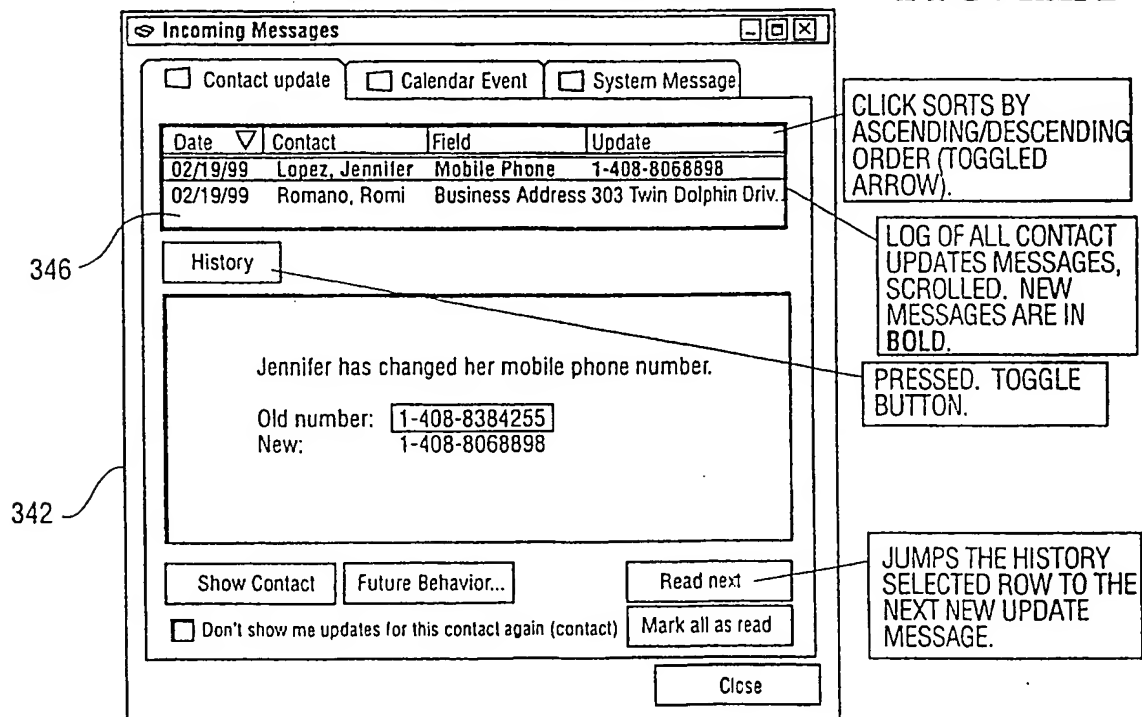 Incoming Messages
Contact update
Calendar Event
System Message
Date Contact Field Update
02/19/99 Lopez, Jennifer Mobile Phone 1-408-8068898
02/19/99 Romano, Romi Business Address 303 Twin Dolphin Driv..
History
Jennifer has changed her mobile phone number.
Old number: 1-408-8384255
New: 1-408-8068898
Show Contact
Future Behavior...
Read next
Don't show me updates for this contact again (contact)
Mark all as read
Close
346
342
CLICK SORTS BY
ASCENDING/DESCENDING
ORDER (TOGGLED
ARROW).
LOG OF ALL CONTACT
UPDATES MESSAGES,
SCROLLED. NEW
MESSAGES ARE IN
BOLD.
PRESSED. TOGGLE
BUTTON.
JUMPS THE HISTORY
SELECTED ROW TO THE
NEXT NEW UPDATE
MESSAGE.